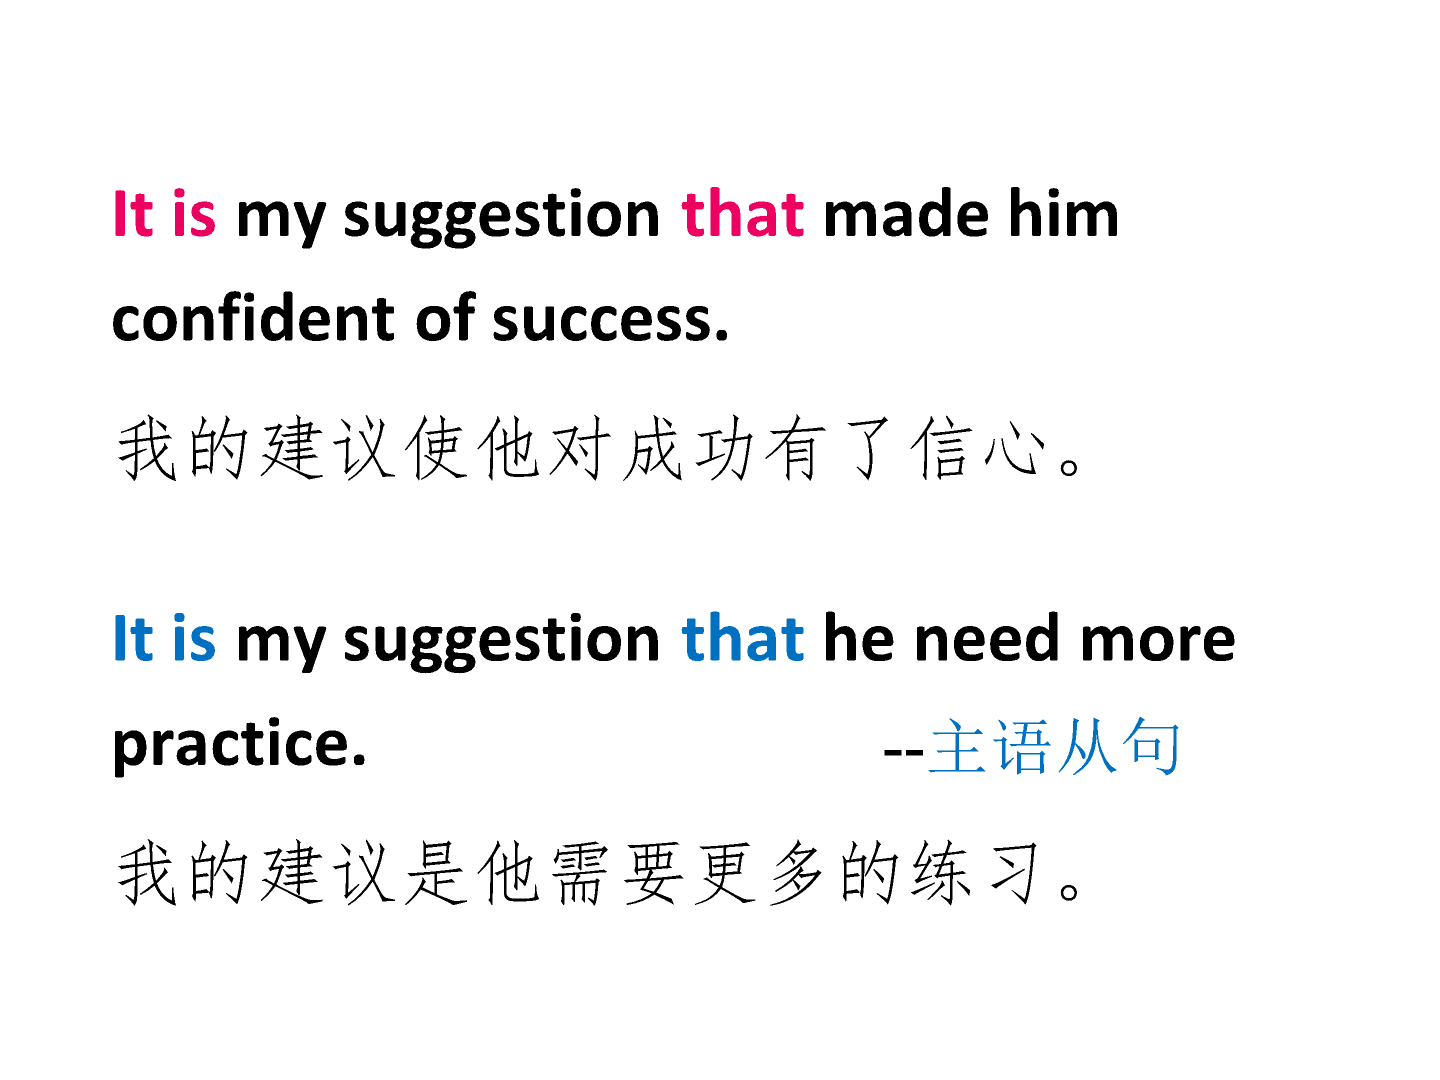 It is my suggestion that made him
confident of success.
我的建议使他对成功有了信心。
It is my suggestion that he need more
practice. --主语从句
我的建议是他需要更多的练习。